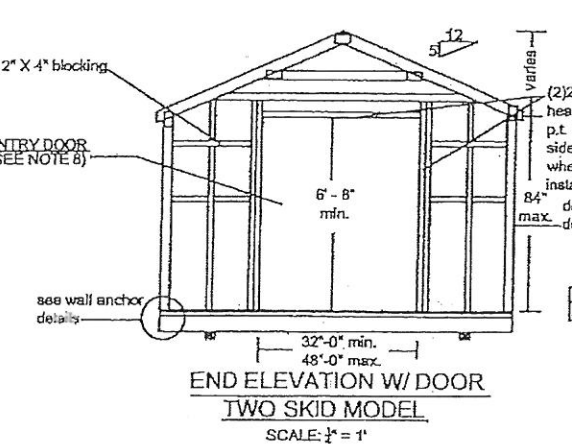 12
5
2" X 4" blocking
varies
(2)2
hea
p.t.
side
whe
insta
NTRY DOOR
SEE NOTE 8)
6' - 8"
min.
84"
max.
d
d
see wall anchor
details
32"-0" min.
48"-0" max.
END ELEVATION W/ DOOR
TWO SKID MODEL
SCALE: ¼" = 1'